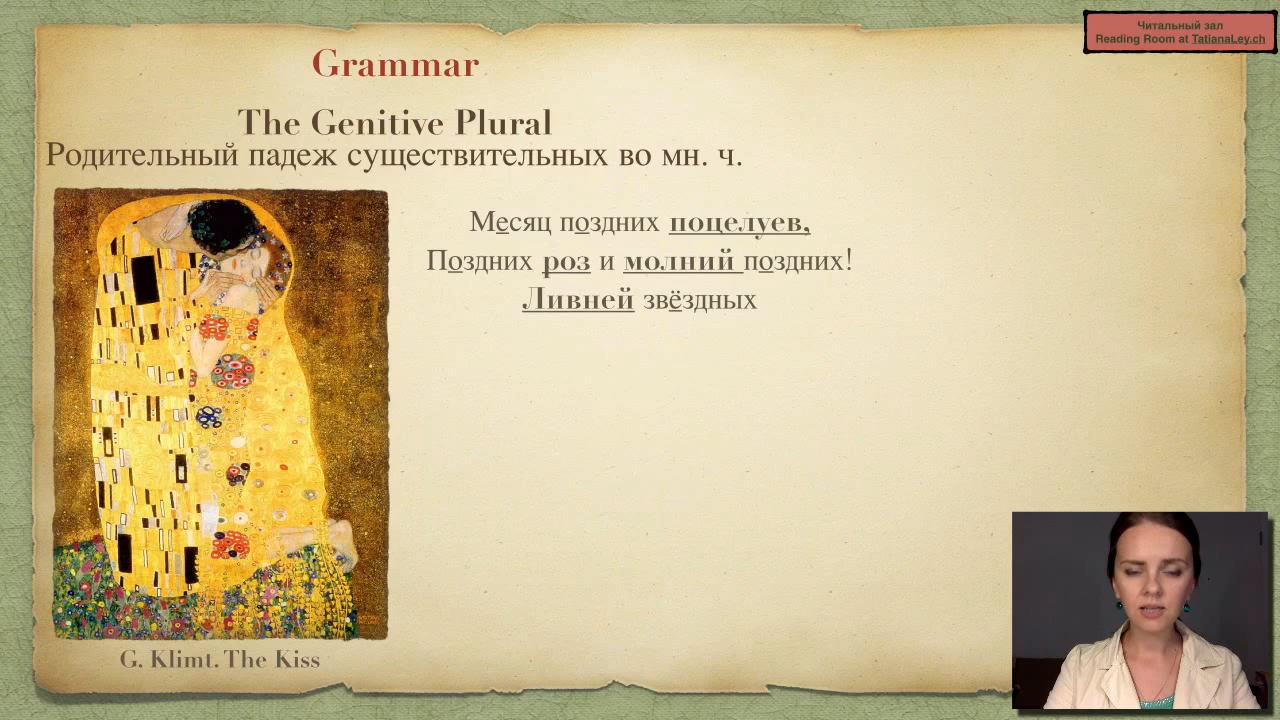 Читальный зал
Reading Room at TatianaLey.ch
Grammar
The Genitive Plural
Родительный падеж существительных во мн. ч.
Месяц поздних поцелуев,
Поздних роз и молний поздних!
Ливней звёздных
G. Klimt. The Kiss